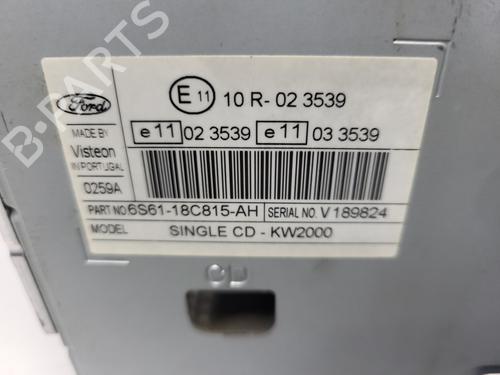 B-PARTS
Ford
E 11 10 R- 02 3539
e 11 02 3539 e 11 03 3539
MADE BY
Visteon
IN PORTUGAL
0259A
PART NO. 6S61-18C815-AH SERIAL NO. V 189824
MODEL SINGLE CD - KW2000
CD